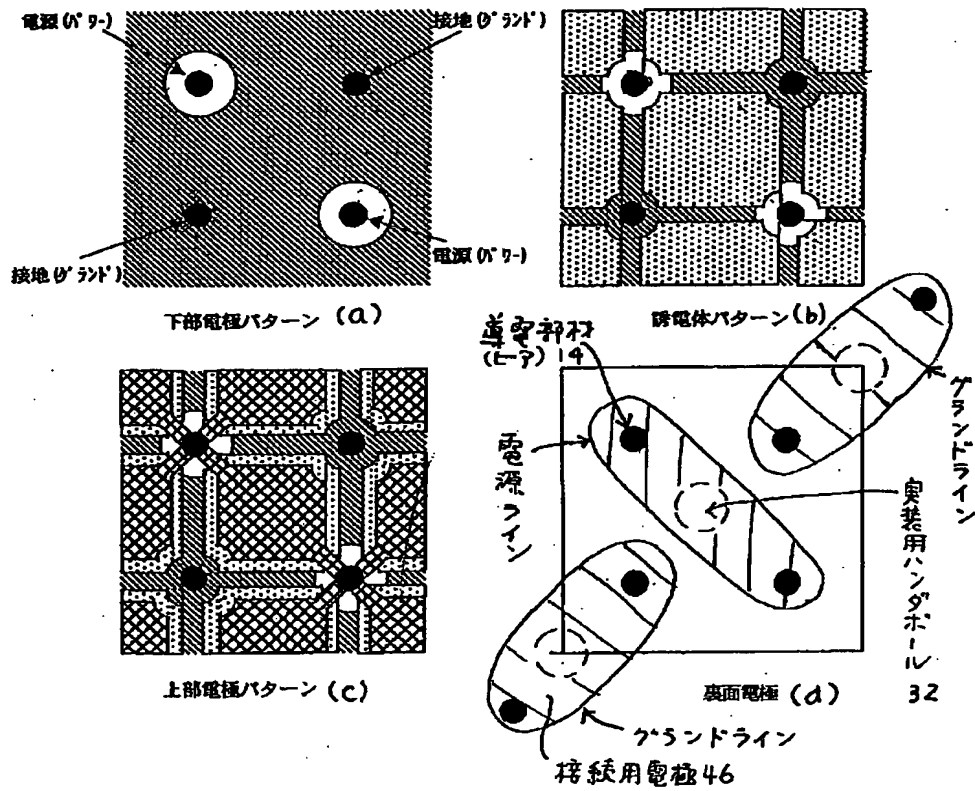 電源(パワー)
接地(グランド)
接地(グランド)
電源(パワー)
下部電極パターン (a)
誘電体パターン (b)
上部電極パターン (c)
導電部材
(ビア) 14
電源ライン
グランドライン
実装用ハンダボール
32
裏面電極 (d)
グランドライン
接続用電極46